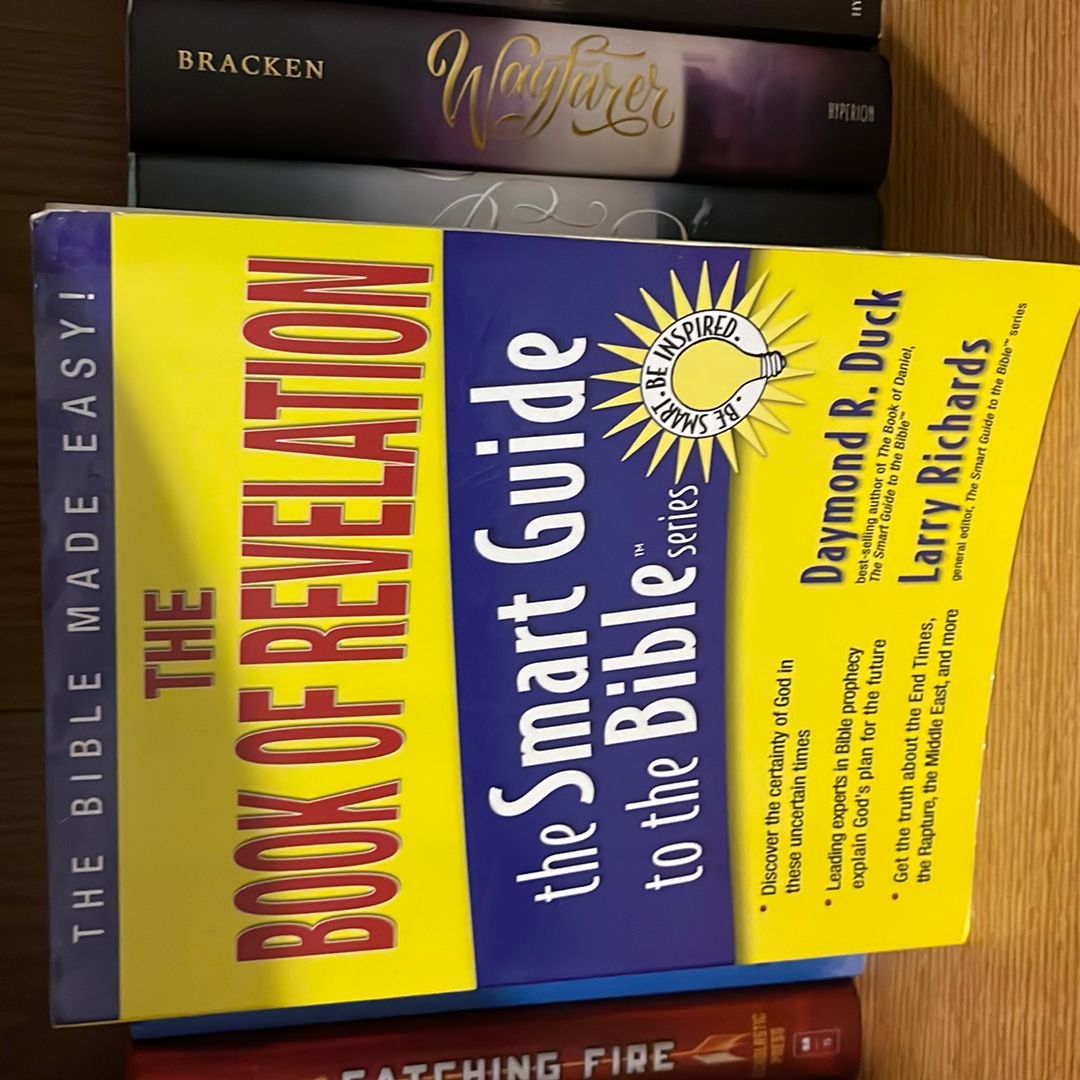 HY
BRACKEN Wayfarer HYPERION
THE BIBLE MADE EASY!
THE
BOOK OF REVELATION
the Smart Guide
to the Bible™ series
BE SMART • BE INSPIRED. •
• Discover the certainty of God in
these uncertain times
• Leading experts in Bible prophecy
explain God's plan for the future
• Get the truth about the End Times,
the Rapture, the Middle East, and more
Daymond R. Duck
best-selling author of The Book of Daniel,
The Smart Guide to the Bible™
Larry Richards
general editor, The Smart Guide to the Bible™ series
CATCHING FIRE SCHOLASTIC
PRESS